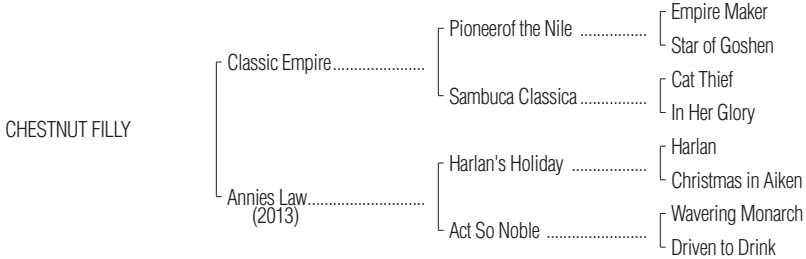 Empire Maker
Pioneerof the Nile ................
Star of Goshen
Classic Empire......................
Cat Thief
Sambuca Classica ................
In Her Glory
CHESTNUT FILLY
Harlan
Harlan's Holiday ..................
Christmas in Aiken
Annies Law............................
(2013)
Wavering Monarch
Act So Noble ........................
Driven to Drink